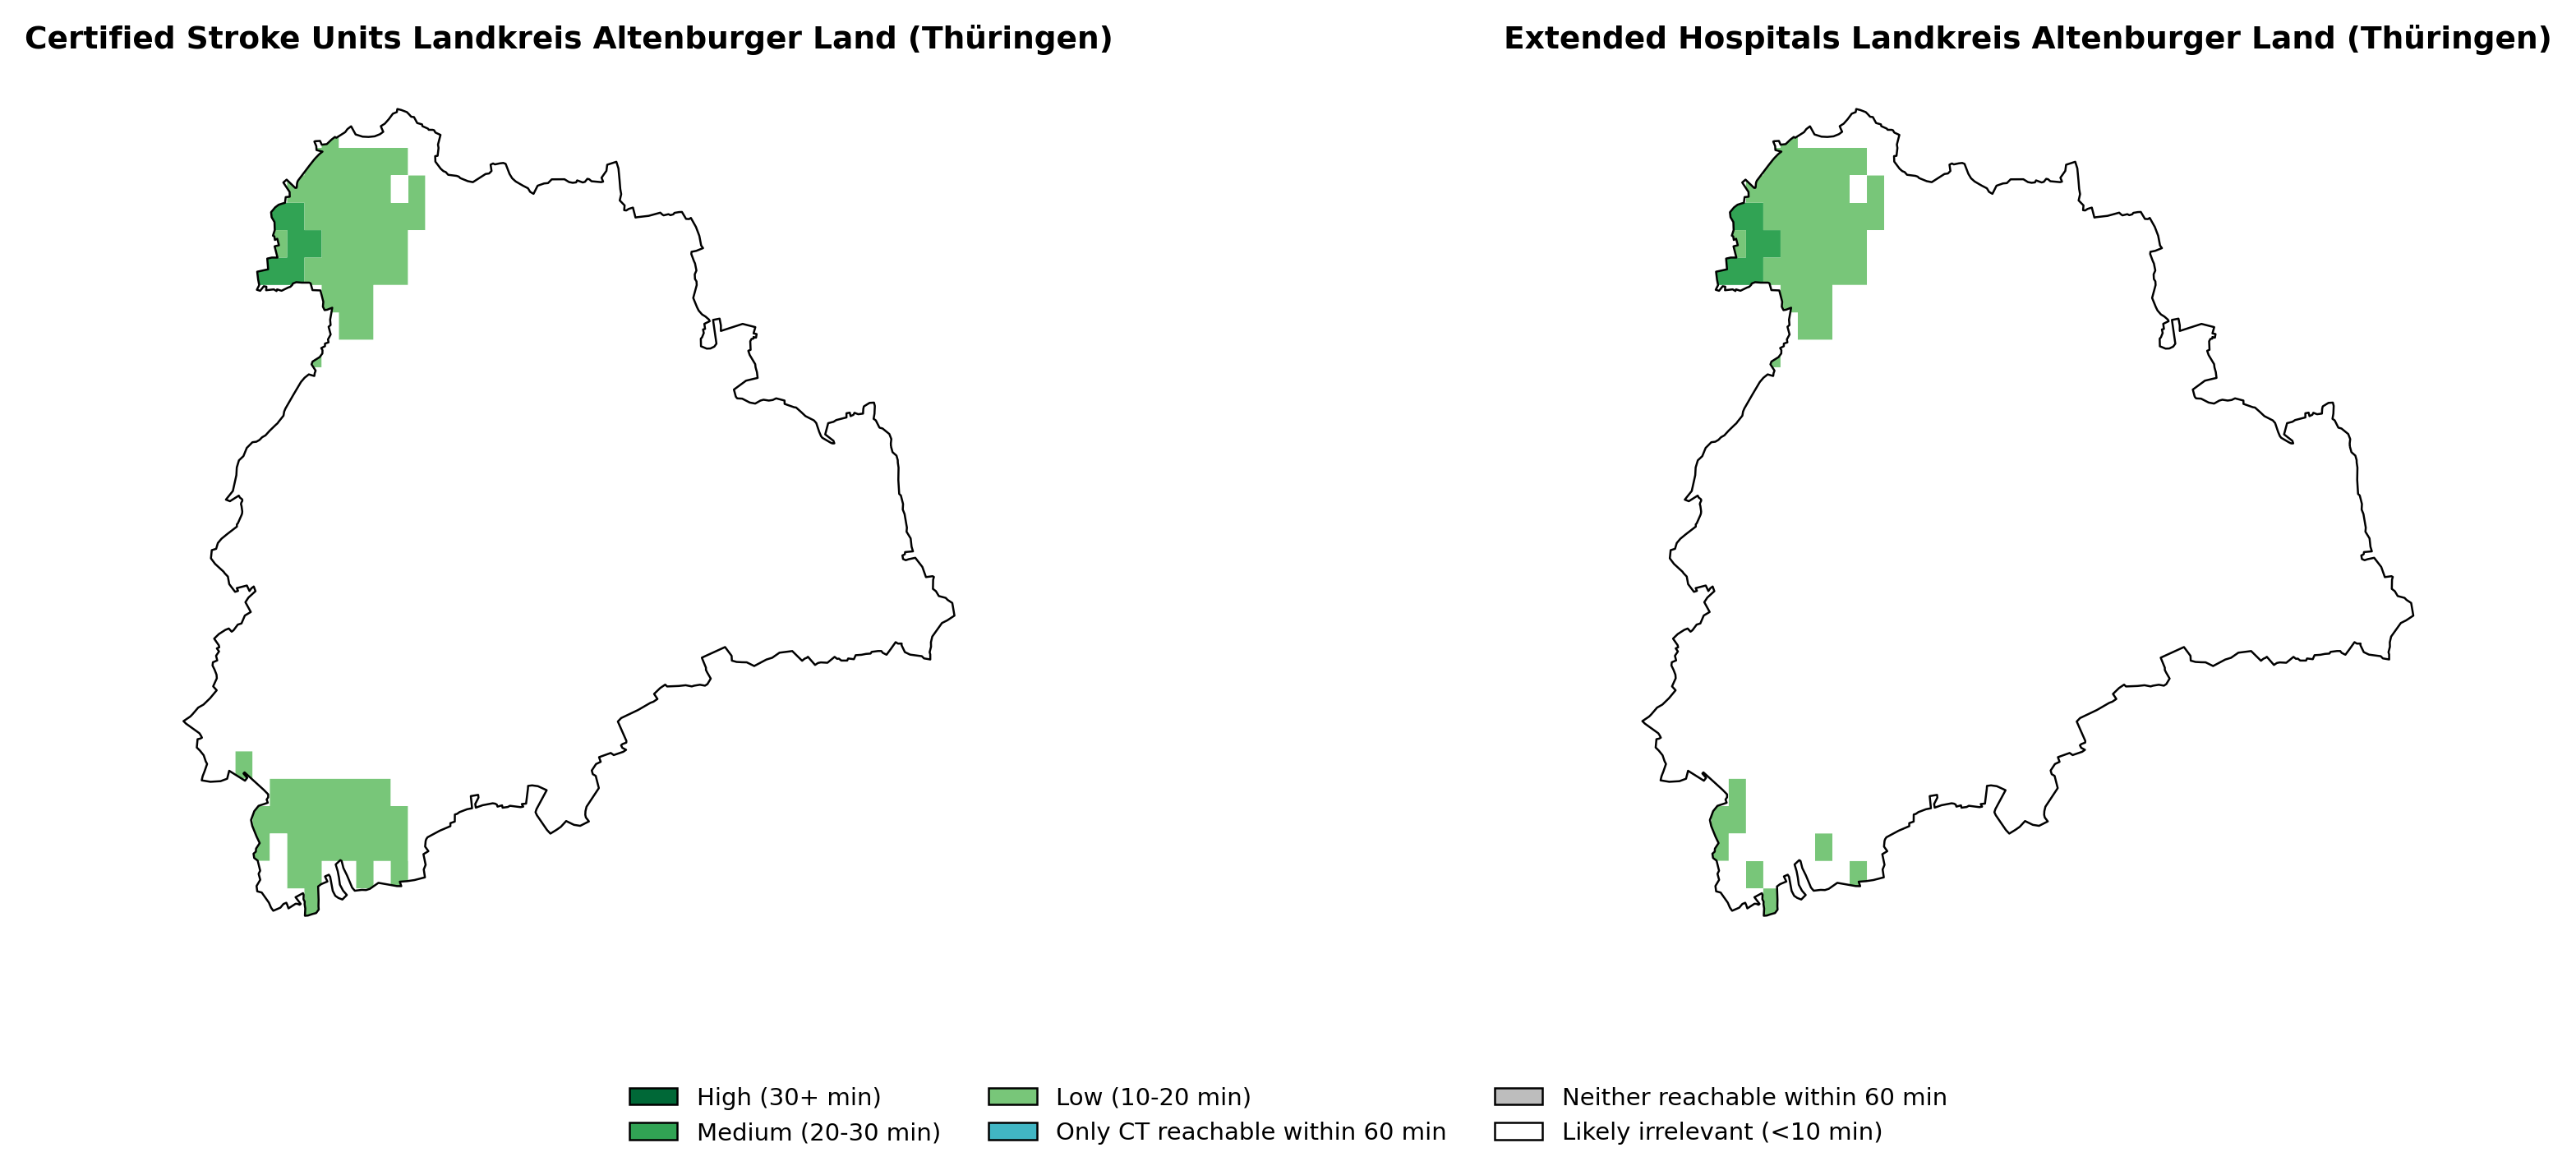 Certified Stroke Units Landkreis Altenburger Land (Thüringen)
Extended Hospitals Landkreis Altenburger Land (Thüringen)
High (30+ min)
Medium (20-30 min)
Low (10-20 min)
Only CT reachable within 60 min
Neither reachable within 60 min
Likely irrelevant (<10 min)